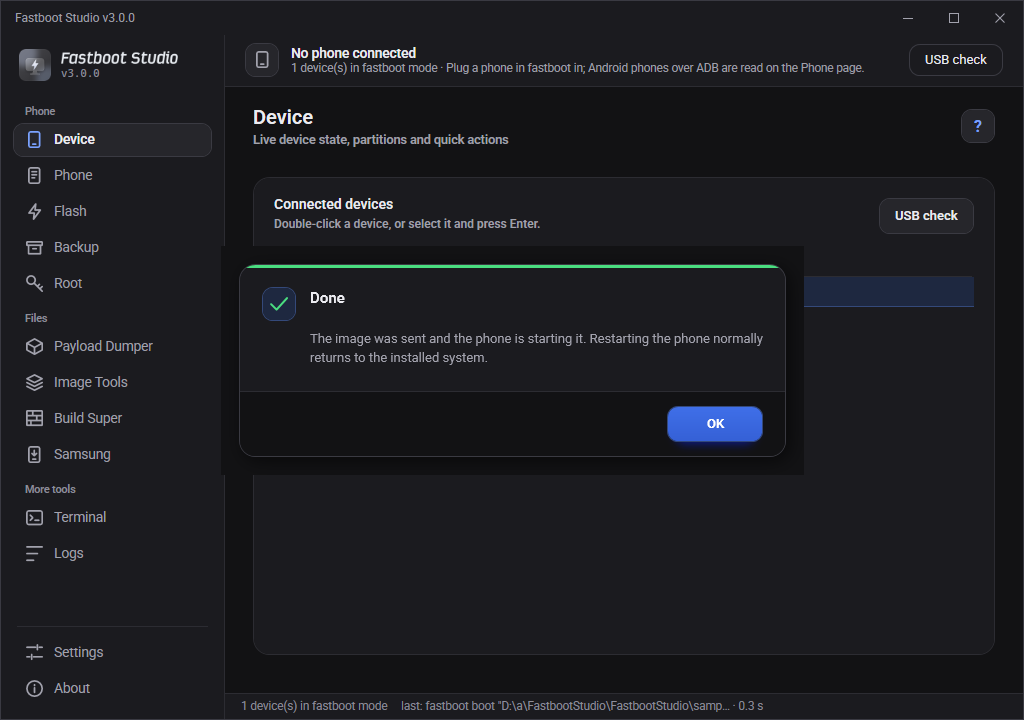 Fastboot Studio v3.0.0
Fastboot Studio
v3.0.0
No phone connected
1 device(s) in fastboot mode · Plug a phone in fastboot in; Android phones over ADB are read on the Phone page.
USB check
Phone
Device
Phone
Flash
Backup
Root
Files
Payload Dumper
Image Tools
Build Super
Samsung
More tools
Terminal
Logs
Settings
About
Device
Live device state, partitions and quick actions
?
Connected devices
Double-click a device, or select it and press Enter.
USB check
Done
The image was sent and the phone is starting it. Restarting the phone normally
returns to the installed system.
OK
1 device(s) in fastboot mode last: fastboot boot "D:\a\FastbootStudio\FastbootStudio\samp... · 0.3 s